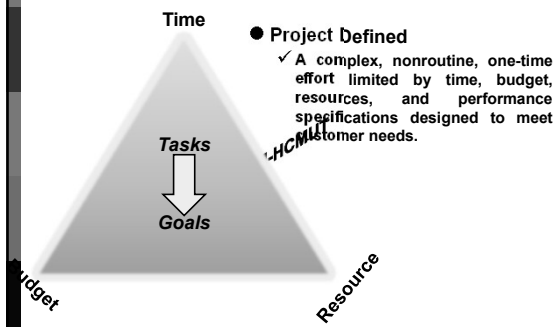 Time
Project Defined
A complex, nonroutine, one-time
effort limited by time, budget,
resources, and performance
specifications designed to meet
customer needs.
-HCMUT
Tasks
Goals
Budget
Resource